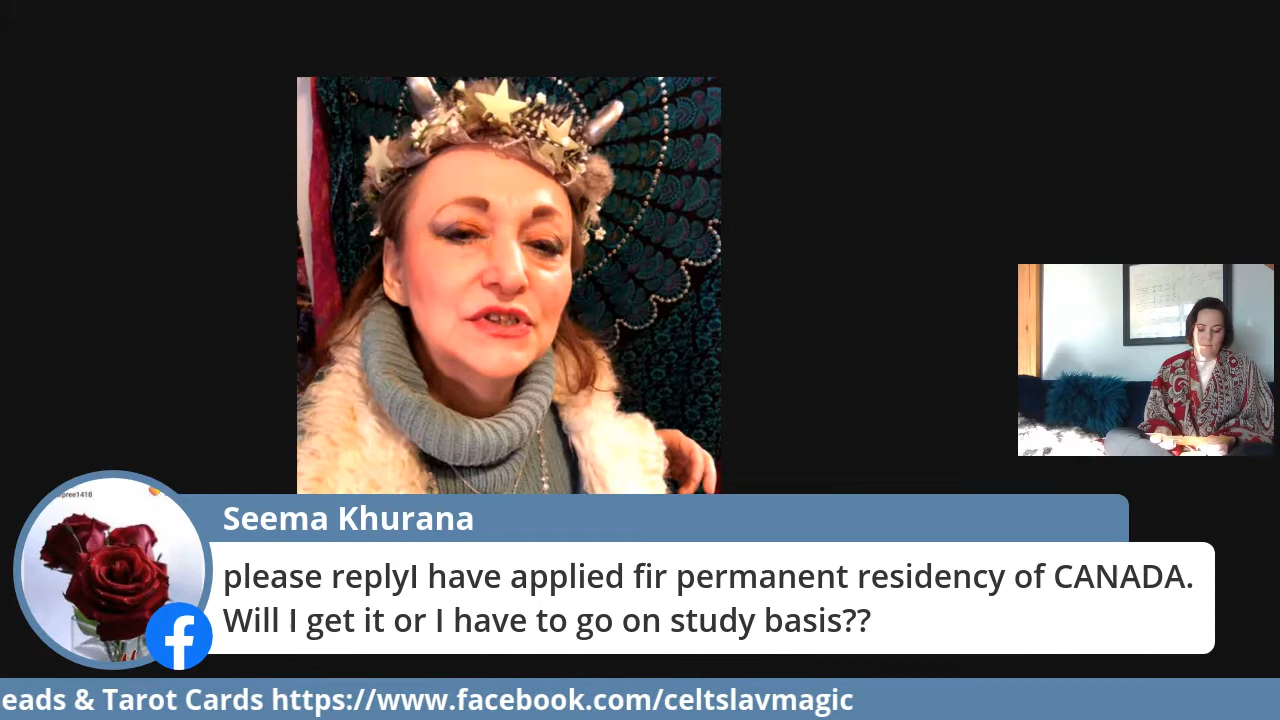 pree1418
Seema Khurana
please replyI have applied fir permanent residency of CANADA.
Will I get it or I have to go on study basis??
eads & Tarot Cards https://www.facebook.com/celtslavmagic